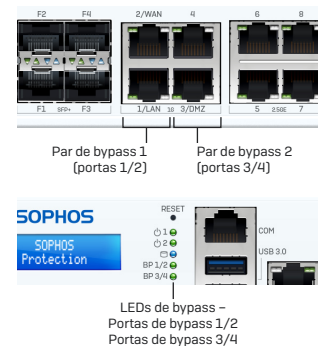 F2 F4 2/WAN 4 6 8
F1 SFP+ F3 1/LAN 3/DMZ 5 2.5GE 7
Par de bypass 1
(portas 1/2)
Par de bypass 2
(portas 3/4)
SOPHOS
SOPHOS
Protection
RESET
1
2
BP 1/2
BP 3/4
COM
USB 3.0
LEDs de bypass –
Portas de bypass 1/2
Portas de bypass 3/4